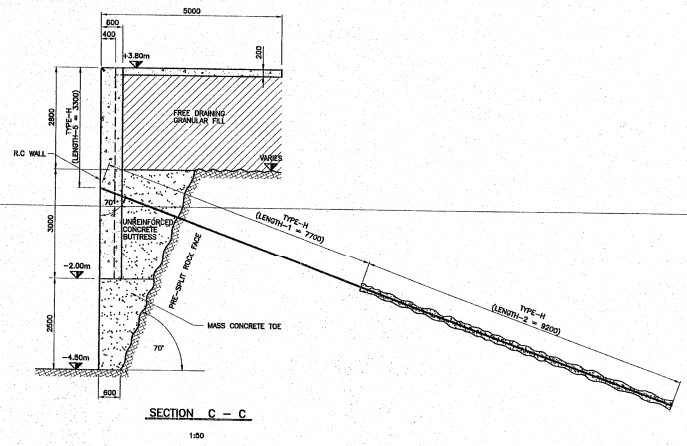 5000
600
400
+3.80m
200
2800
TYPE-H
(LENGTH-5 = 3300)
FREE DRAINING
GRANULAR FILL
R.C WALL
VARIES
70°
3000
UNREINFORCED
CONCRETE
BUTTRESS
TYPE-H
(LENGTH-1 = 7700)
PRE-SPLIT ROCK FACE
-2.00m
TYPE-H
(LENGTH-2 = 9200)
2500
MASS CONCRETE TOE
70°
-4.50m
600
SECTION C - C
1:50